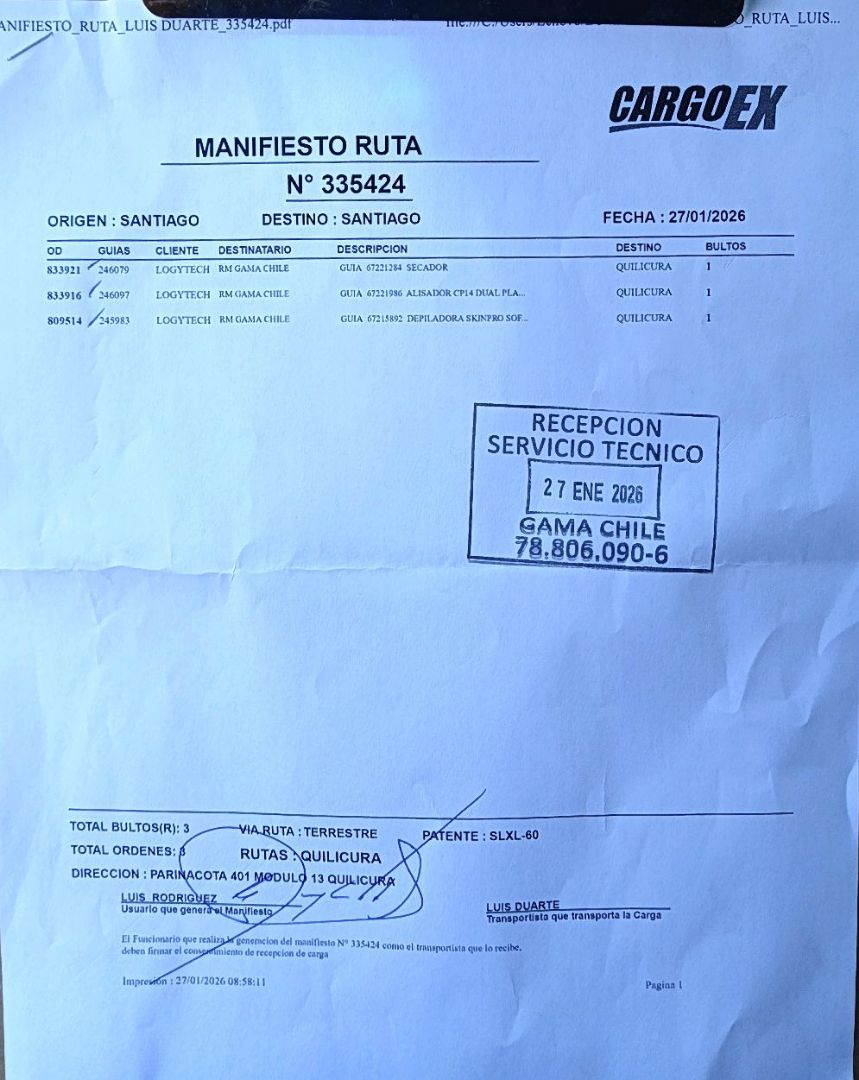 ANIFIESTO_RUTA_LUIS DUARTE_335424.pdf O_RUTA_LUIS...
CARGOEX
MANIFIESTO RUTA
N° 335424
ORIGEN : SANTIAGO DESTINO : SANTIAGO FECHA : 27/01/2026
OD GUIAS CLIENTE DESTINATARIO DESCRIPCION DESTINO BULTOS
833921 246079 LOGYTECH RM GAMA CHILE GUIA 67221284 SECADOR QUILICURA 1
833916 246097 LOGYTECH RM GAMA CHILE GUIA 67221986 ALISADOR CP14 DUAL PLA... QUILICURA 1
809514 245983 LOGYTECH RM GAMA CHILE GUIA 67215892 DEPILADORA SKINPRO SOF... QUILICURA 1
RECEPCION
SERVICIO TECNICO
27 ENE 2026
GAMA CHILE
78.806.090-6
TOTAL BULTOS(R): 3 VIA RUTA : TERRESTRE PATENTE : SLXL-60
TOTAL ORDENES: 3 RUTAS : QUILICURA
DIRECCION : PARINACOTA 401 MODULO 13 QUILICURA
LUIS RODRIGUEZ LUIS DUARTE
Usuario que genera el Manifiesto Transportista que transporta la Carga
El Funcionario que realiza la generacion del manifiesto N° 335424 como el transportista que lo recibe.
deben firmar el consentimiento de recepcion de carga
Impresión : 27/01/2026 08:58:11 Pagina 1